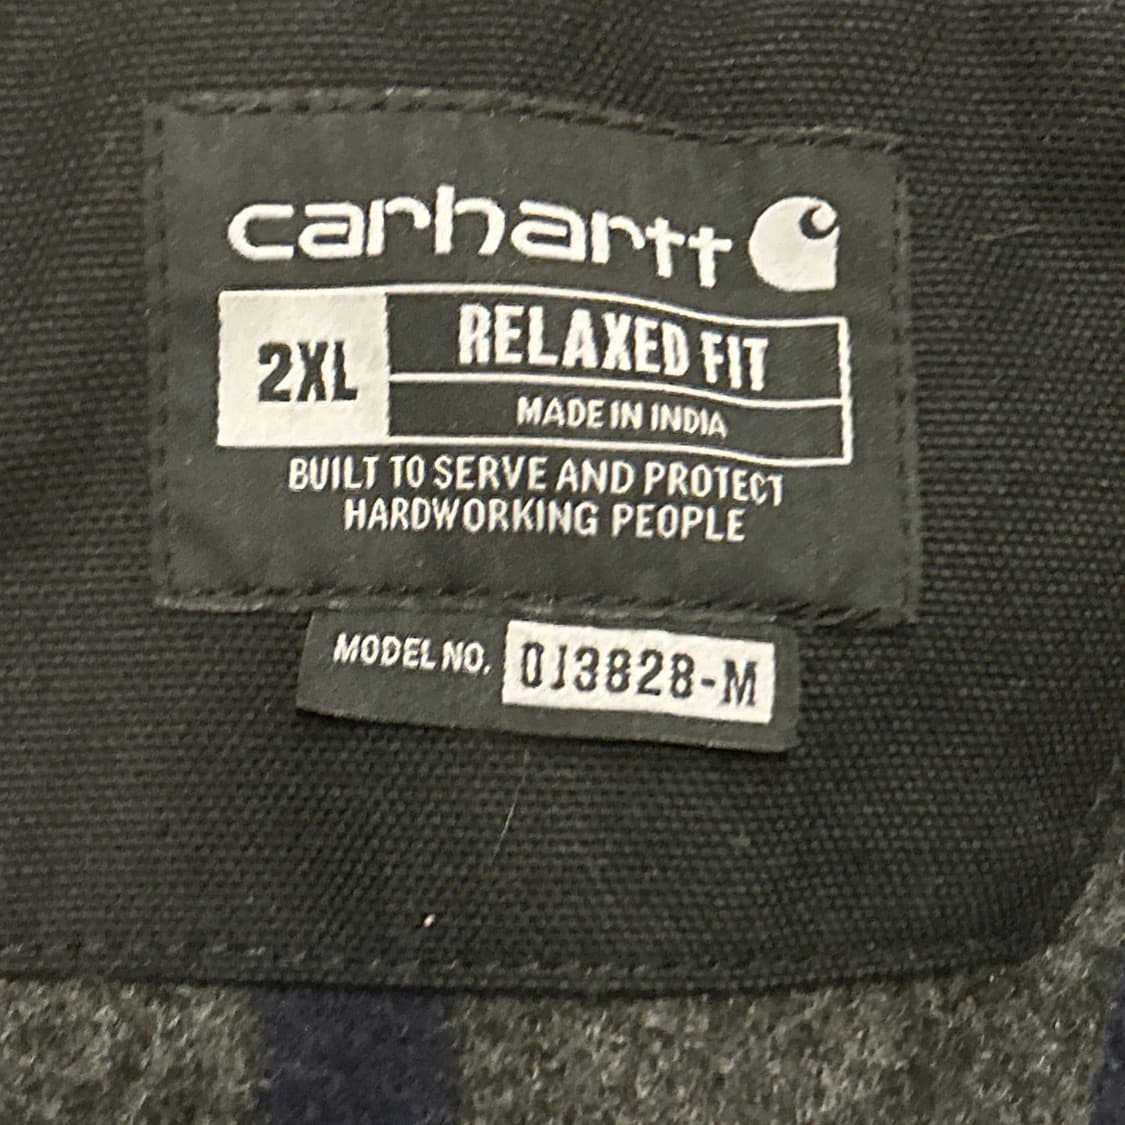 carhartt
2XL
RELAXED FIT
MADE IN INDIA
BUILT TO SERVE AND PROTECT
HARDWORKING PEOPLE
MODEL NO. OJ3828-M